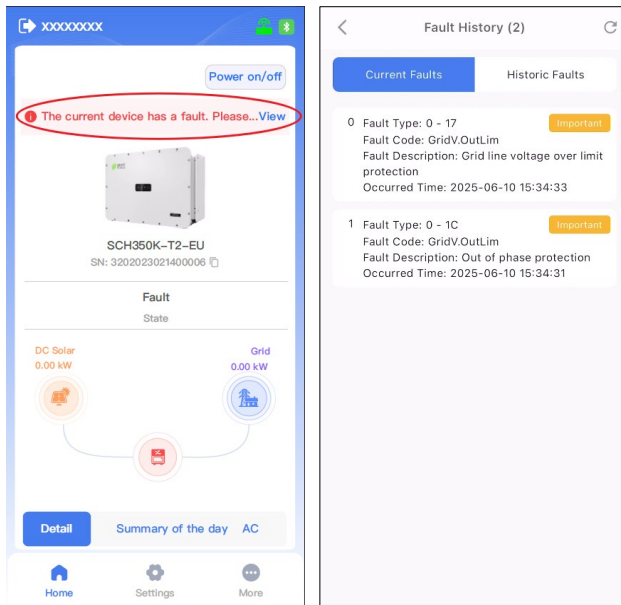 XXXXXXXX
Power on/off
The current device has a fault. Please...View
SCH350K-T2-EU
SN: 3202023021400006
Fault
State
DC Solar
0.00 kW
Grid
0.00 kW
Detail
Summary of the day
AC
Home
Settings
More
Fault History (2)
Current Faults
Historic Faults
0 Fault Type: 0 - 17
Important
Fault Code: GridV.OutLim
Fault Description: Grid line voltage over limit
protection
Occurred Time: 2025-06-10 15:34:33
1 Fault Type: 0 - 1C
Important
Fault Code: GridV.OutLim
Fault Description: Out of phase protection
Occurred Time: 2025-06-10 15:34:31